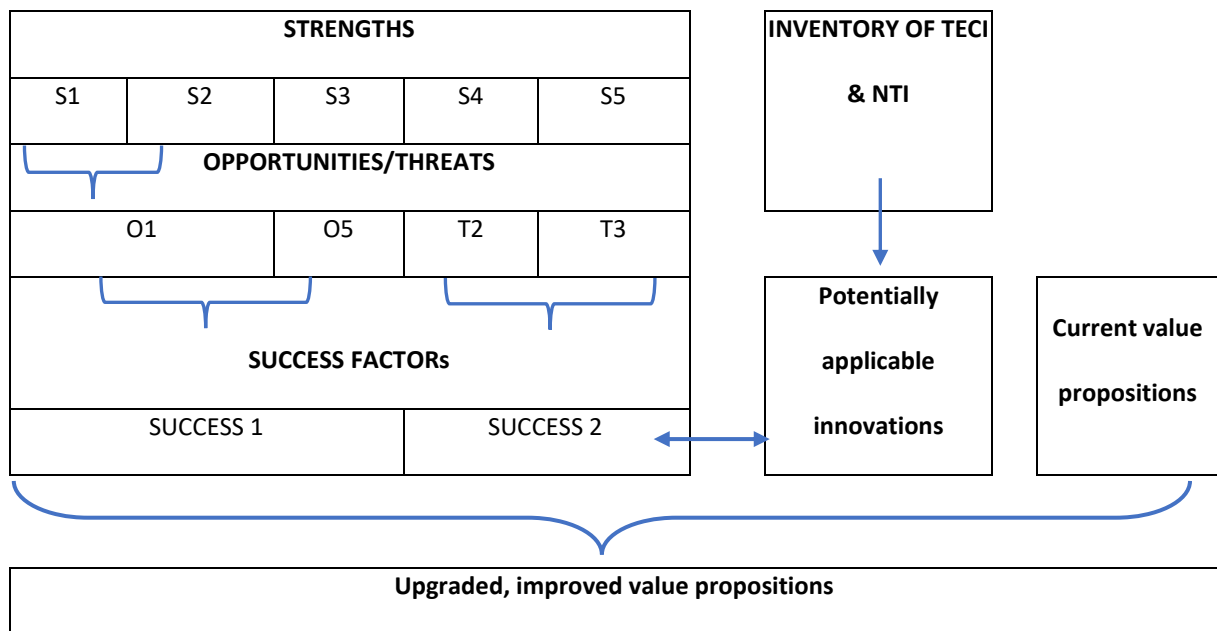 STRENGTHS
S1 S2 S3 S4 S5
OPPORTUNITIES/THREATS
O1 O5 T2 T3
SUCCESS FACTORs
SUCCESS 1 SUCCESS 2
INVENTORY OF TECI
& NTI
Potentially
applicable
innovations
Current value
propositions
Upgraded, improved value propositions